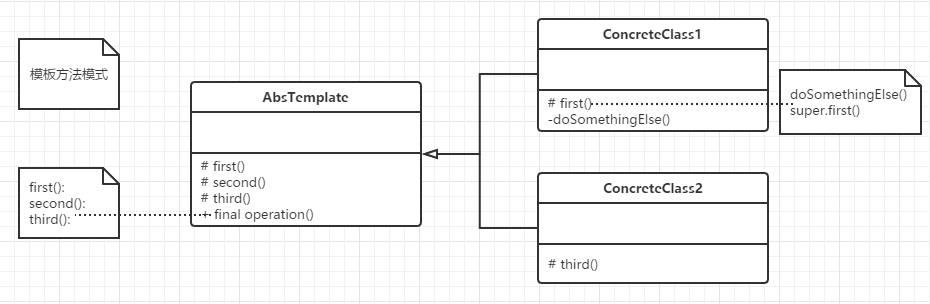 模板方法模式
first():
second():
third():
AbsTemplate
# first()
# second()
# third()
+ final operation()
ConcreteClass1
# first()
-doSomethingElse()
doSomethingElse()
super.first()
ConcreteClass2
# third()